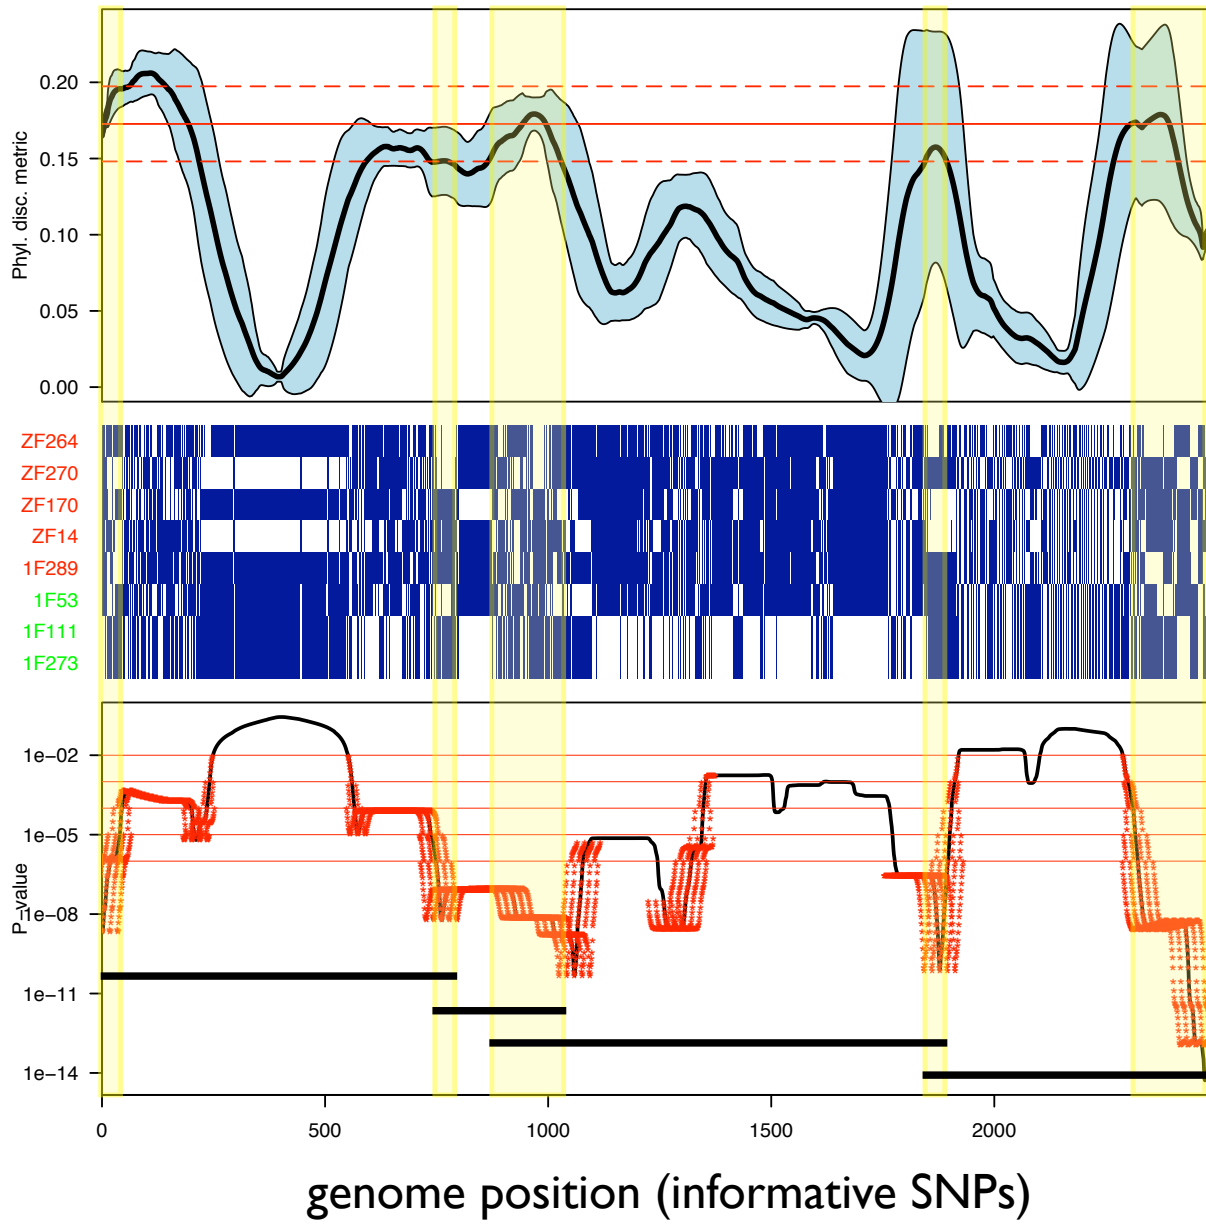 Phyl. disc. metric
0.20
0.15
0.10
0.05
0.00
ZF264
ZF270
ZF170
ZF14
1F289
1F53
1F111
1F273
P-value
1e-02
1e-05
1e-08
1e-11
1e-14
0 500 1000 1500 2000
genome position (informative SNPs)